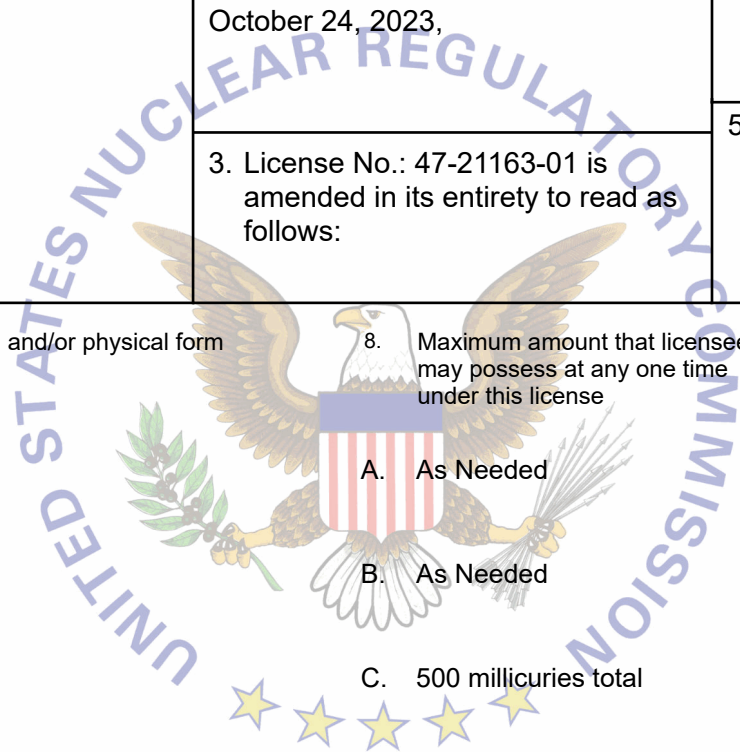 October 24, 2023,
5
3. License No.: 47-21163-01 is
amended in its entirety to read as
follows:
and/or physical form
8. Maximum amount that licensee
may possess at any one time
under this license
A. As Needed
B. As Needed
C. 500 millicuries total
UNITED STATES NUCLEAR REGULATORY COMMISSION